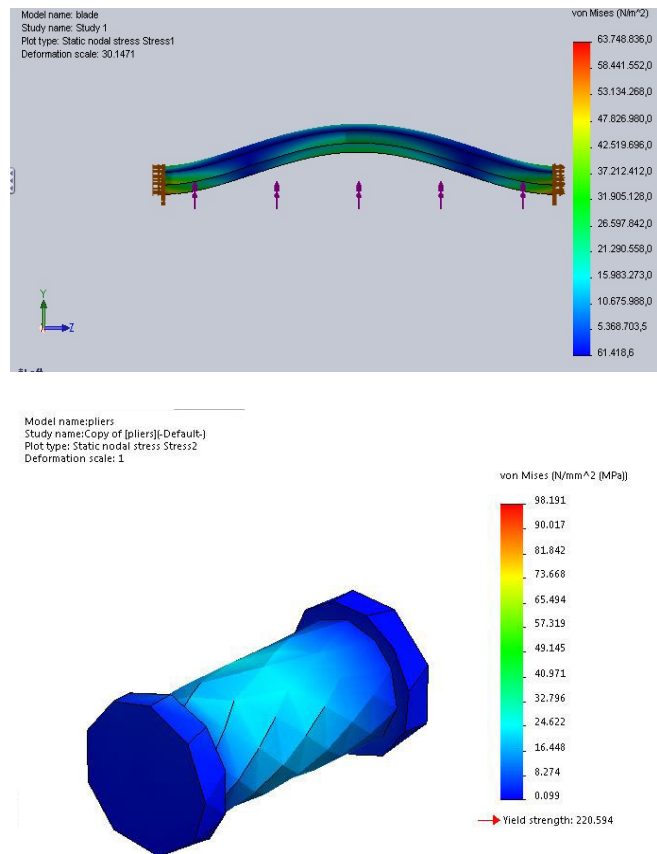 Model name: blade
Study name: Study 1
Plot type: Static nodal stress Stress1
Deformation scale: 30.1471
von Mises (N/m^2)
63.748.836,0
58.441.552,0
53.134.268,0
47.826.980,0
42.519.696,0
37.212.412,0
31.905.128,0
26.597.842,0
21.290.558,0
15.983.273,0
10.675.988,0
5.368.703,5
61.418,6
Y
Z
Model name:pliers
Study name:Copy of [pliers](-Default-)
Plot type: Static nodal stress Stress2
Deformation scale: 1
von Mises (N/mm^2 (MPa))
98.191
90.017
81.842
73.668
65.494
57.319
49.145
40.971
32.796
24.622
16.448
8.274
0.099
Yield strength: 220.594